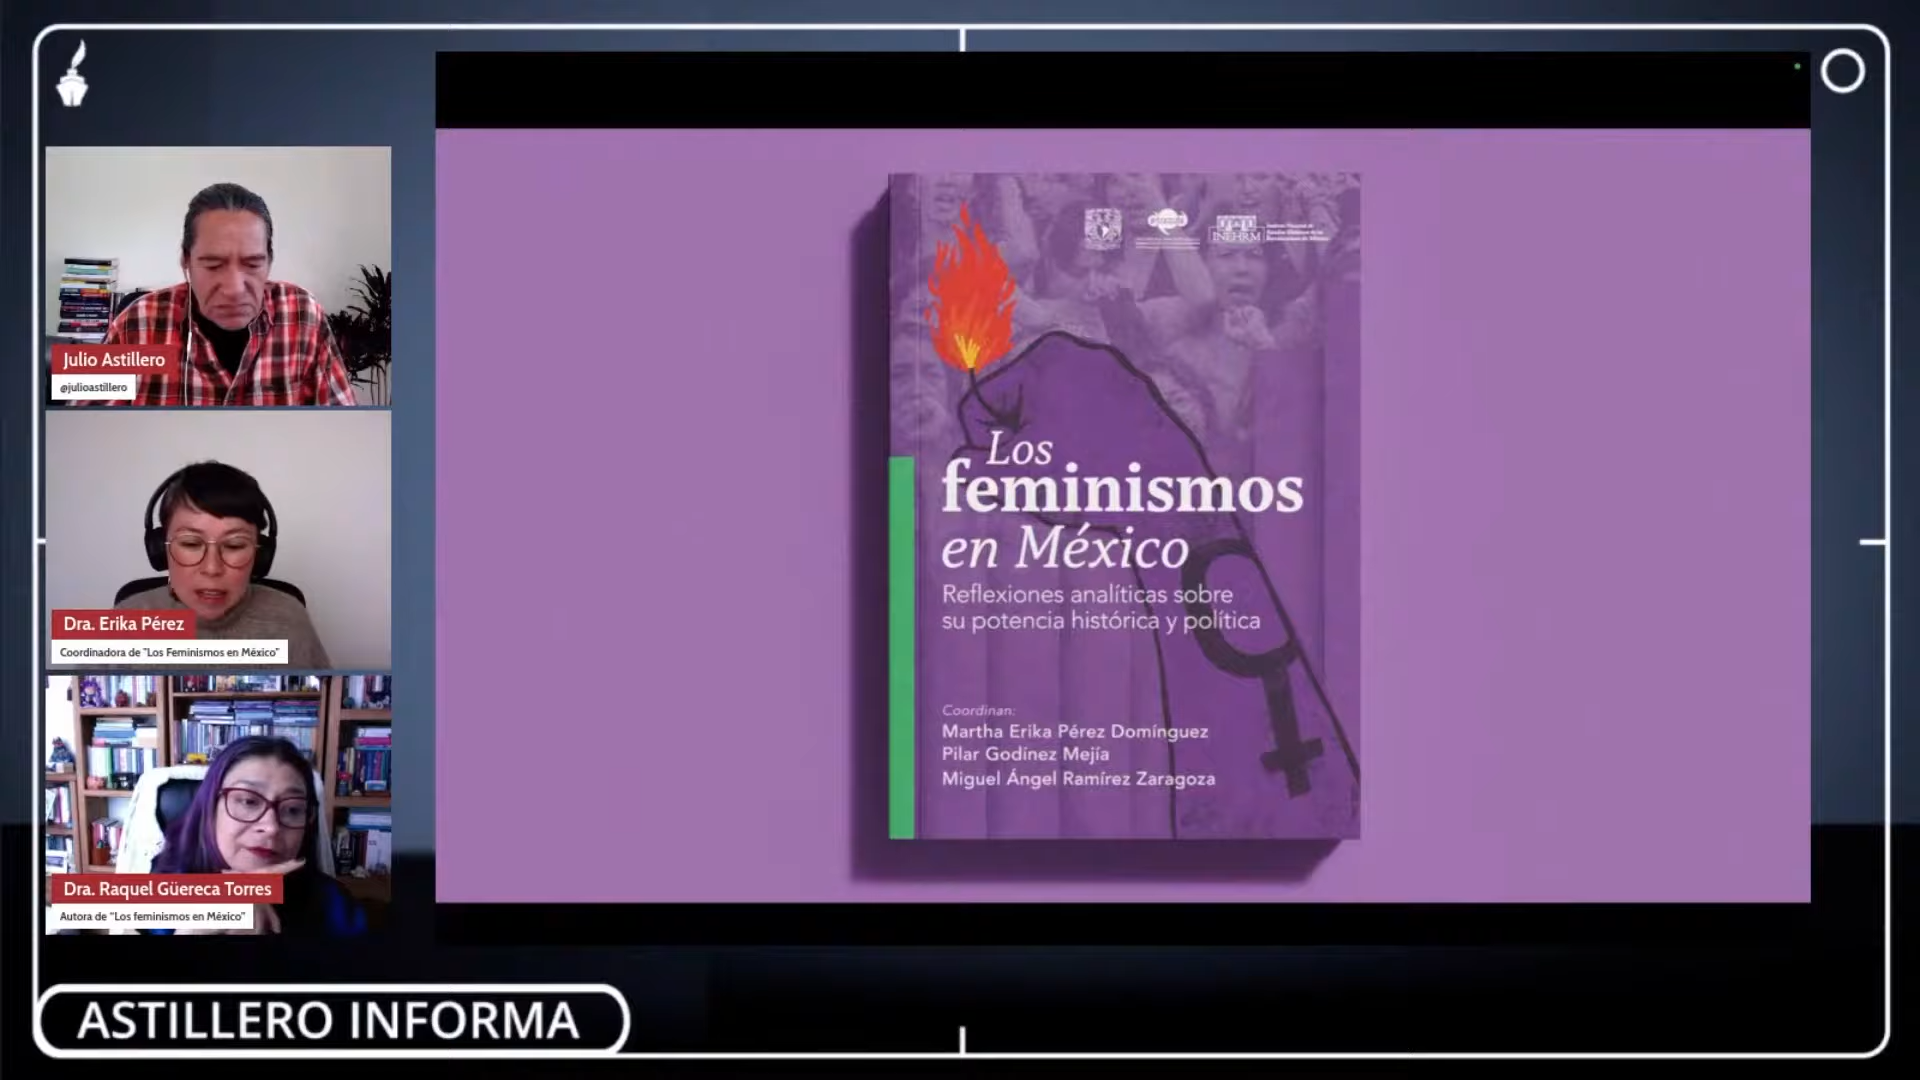 Julio Astillero
@julioastillero
Dra. Erika Pérez
Coordinadora de "Los Feminismos en México"
Dra. Raquel Güereca Torres
Autora de "Los feminismos en México"
INEHRM
Los
feminismos
en México
Reflexiones analíticas sobre
su potencia histórica y política
Coordinan:
Martha Erika Pérez Domínguez
Pilar Godínez Mejía
Miguel Ángel Ramírez Zaragoza
ASTILLERO INFORMA